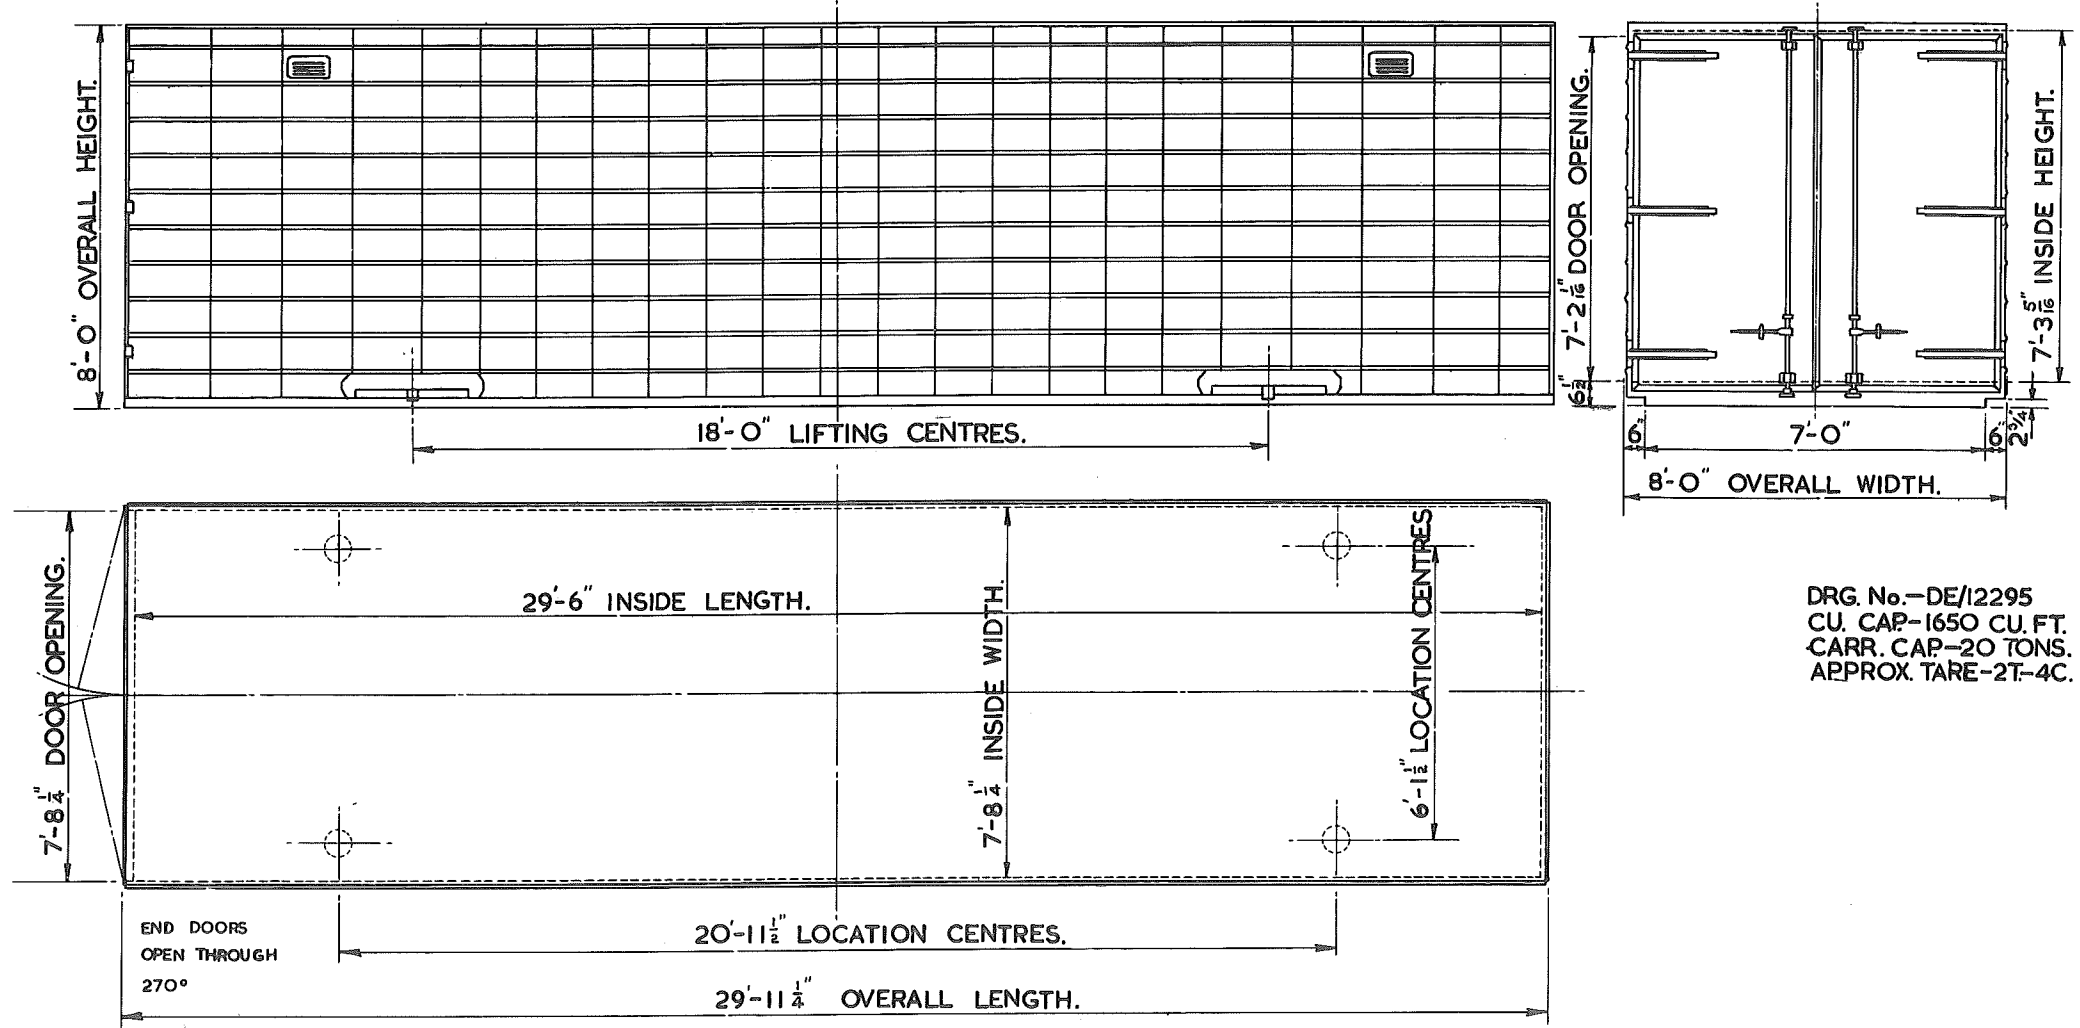 8'-0" OVERALL HEIGHT.
18'-0" LIFTING CENTRES.
7'-2 1/16" DOOR OPENING.
6 1/2"
7'-3 5/16" INSIDE HEIGHT.
2 3/4"
6"
7'-0"
6"
8'-0" OVERALL WIDTH.
7'-8 1/4" DOOR OPENING.
29'-6" INSIDE LENGTH.
7'-8 1/4" INSIDE WIDTH.
6'-1 1/2" LOCATION CENTRES
DRG. No.-DE/12295
CU. CAP-1650 CU. FT.
CARR. CAP-20 TONS.
APPROX. TARE-2T-4C.
END DOORS
OPEN THROUGH
270°
20'-11 1/2" LOCATION CENTRES.
29'-11 1/4" OVERALL LENGTH.